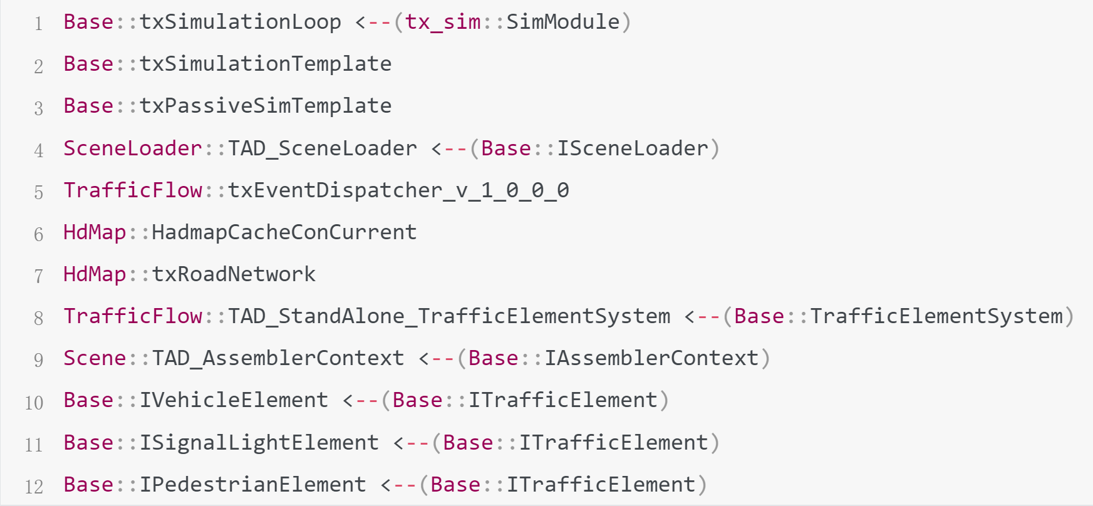 1 Base::txSimulationLoop <--(tx_sim::SimModule)
2 Base::txSimulationTemplate
3 Base::txPassiveSimTemplate
4 SceneLoader::TAD_SceneLoader <--(Base::ISceneLoader)
5 TrafficFlow::txEventDispatcher_v_1_0_0_0
6 HdMap::HadmapCacheConCurrent
7 HdMap::txRoadNetwork
8 TrafficFlow::TAD_StandAlone_TrafficElementSystem <--(Base::TrafficElementSystem)
9 Scene::TAD_AssemblerContext <--(Base::IAssemblerContext)
10 Base::IVehicleElement <--(Base::ITrafficElement)
11 Base::ISignalLightElement <--(Base::ITrafficElement)
12 Base::IPedestrianElement <--(Base::ITrafficElement)